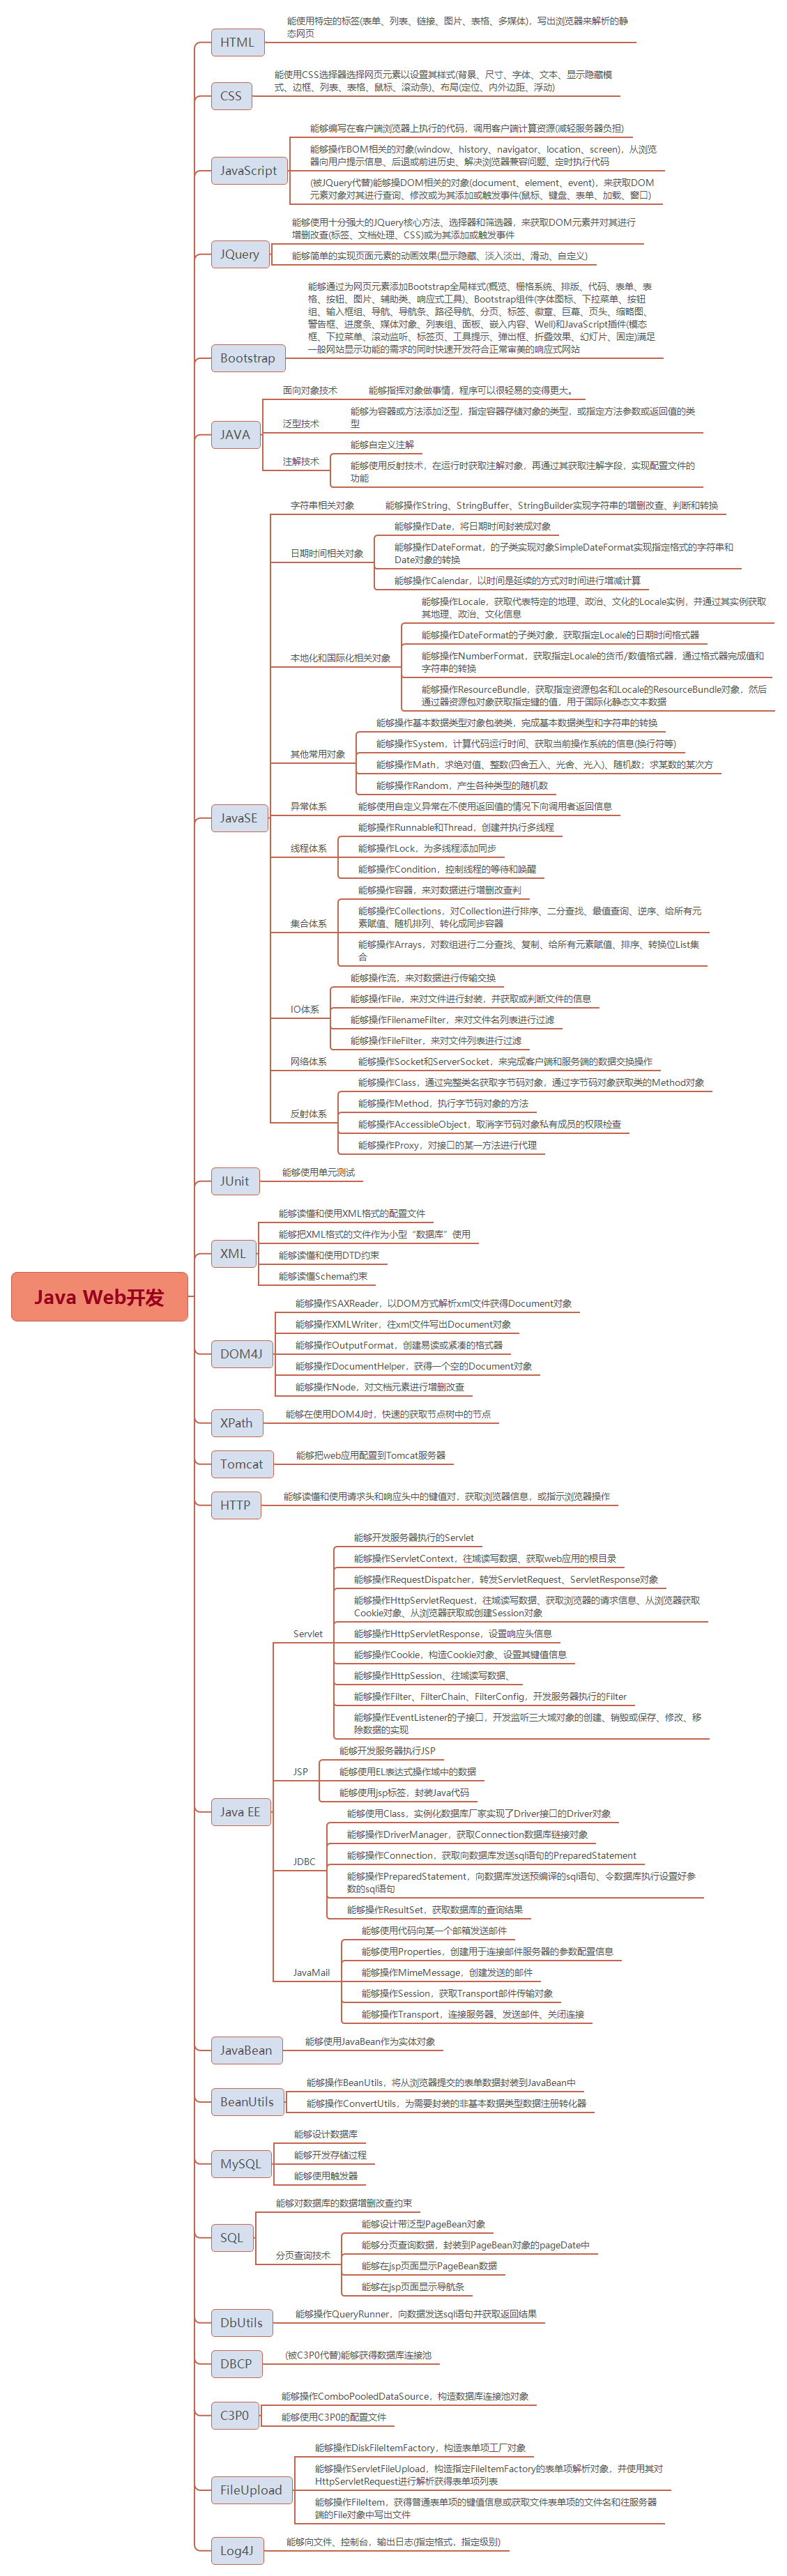 HTML
能使用特定的标签(表单、列表、链接、图片、表格、多媒体)，写出浏览器来解析的静
态网页
CSS
能使用CSS选择器选择网页元素以设置其样式(背景、尺寸、字体、文本、显示隐藏模
式、边框、列表、表格、鼠标、滚动条)、布局(定位、内外边距、浮动)
JavaScript
能够编写在客户端浏览器上执行的代码，调用客户端计算资源(减轻服务器负担)
能够操作BOM相关的对象(window、history、navigator、location、screen)，从浏览
器向用户提示信息、后退或前进历史、解决浏览器兼容问题、定时执行代码
(被JQuery代替)能够操DOM相关的对象(document、element、event)，来获取DOM
元素对象对其进行查询、修改或为其添加或触发事件(鼠标、键盘、表单、加载、窗口)
JQuery
能够使用十分强大的JQuery核心方法、选择器和筛选器，来获取DOM元素并对其进行
增删改查(标签、文档处理、CSS)或为其添加或触发事件
能够简单的实现页面元素的动画效果(显示隐藏、淡入淡出、滑动、自定义)
Bootstrap
能够通过为网页元素添加Bootstrap全局样式(概览、栅格系统、排版、代码、表单、表
格、按钮、图片、辅助类、响应式工具)、Bootstrap组件(字体图标、下拉菜单、按钮
组、输入框组、导航、导航条、路径导航、分页、标签、徽章、巨幕、页头、缩略图、
警告框、进度条、媒体对象、列表组、面板、嵌入内容、Well)和JavaScript插件(模态
框、下拉菜单、滚动监听、标签页、工具提示、弹出框、折叠效果、幻灯片、固定)满足
一般网站显示功能的需求的同时快速开发符合正常审美的响应式网站
JAVA
面向对象技术
能够指挥对象做事情，程序可以很轻易的变得更大。
泛型技术
能够为容器或方法添加泛型，指定容器存储对象的类型，或指定方法参数或返回值的类
型
注解技术
能够自定义注解
能够使用反射技术，在运行时获取注解对象，再通过其获取注解字段，实现配置文件的
功能
JavaSE
字符串相关对象
能够操作String、StringBuffer、StringBuilder实现字符串的增删改查、判断和转换
日期时间相关对象
能够操作Date，将日期时间封装成对象
能够操作DateFormat，的子类实现对象SimpleDateFormat实现指定格式的字符串和
Date对象的转换
能够操作Calendar，以时间是延续的方式对时间进行增减计算
本地化和国际化相关对象
能够操作Locale，获取代表特定的地理、政治、文化的Locale实例，并通过其实例获取
其地理、政治、文化信息
能够操作DateFormat的子类对象，获取指定Locale的日期时间格式器
能够操作NumberFormat，获取指定Locale的货币/数值格式器，通过格式器完成值和
字符串的转换
能够操作ResourceBundle，获取指定资源包名和Locale的ResourceBundle对象，然后
通过器资源包对象获取指定键的值，用于国际化静态文本数据
其他常用对象
能够操作基本数据类型对象包装类，完成基本数据类型和字符串的转换
能够操作System，计算代码运行时间、获取当前操作系统的信息(换行符等)
能够操作Math，求绝对值、整数(四舍五入、光舍、光入)、随机数；求某数的某次方
能够操作Random，产生各种类型的随机数
异常体系
能够使用自定义异常在不使用返回值的情况下向调用者返回信息
线程体系
能够操作Runnable和Thread，创建并执行多线程
能够操作Lock，为多线程添加同步
能够操作Condition，控制线程的等待和唤醒
集合体系
能够操作容器，来对数据进行增删改查判
能够操作Collections，对Collection进行排序、二分查找、最值查询、逆序、给所有元
素赋值、随机排列、转化成同步容器
能够操作Arrays，对数组进行二分查找、复制、给所有元素赋值、排序、转换位List集
合
IO体系
能够操作流，来对数据进行传输交换
能够操作File，来对文件进行封装，并获取或判断文件的信息
能够操作FilenameFilter，来对文件名列表进行过滤
能够操作FileFilter，来对文件列表进行过滤
网络体系
能够操作Socket和ServerSocket，来完成客户端和服务端的数据交换操作
反射体系
能够操作Class，通过完整类名获取字节码对象，通过字节码对象获取类的Method对象
能够操作Method，执行字节码对象的方法
能够操作AccessibleObject，取消字节码对象私有成员的权限检查
能够操作Proxy，对接口的某一方法进行代理
JUnit
能够使用单元测试
Java Web开发
XML
能够读懂和使用XML格式的配置文件
能够把XML格式的文件作为小型“数据库”使用
能够读懂和使用DTD约束
能够读懂Schema约束
DOM4J
能够操作SAXReader，以DOM方式解析xml文件获得Document对象
能够操作XMLWriter，往xml文件写出Document对象
能够操作OutputFormat，创建易读或紧凑的格式器
能够操作DocumentHelper，获得一个空的Document对象
能够操作Node，对文档元素进行增删改查
XPath
能够在使用DOM4J时，快速的获取节点树中的节点
Tomcat
能够把web应用配置到Tomcat服务器
HTTP
能够读懂和使用请求头和响应头中的键值对，获取浏览器信息，或指示浏览器操作
Java EE
Servlet
能够开发服务器执行的Servlet
能够操作ServletContext，往域读写数据、获取web应用的根目录
能够操作RequestDispatcher，转发ServletRequest、ServletResponse对象
能够操作HttpServletRequest，往域读写数据、获取浏览器的请求信息、从浏览器获取
Cookie对象、从浏览器获取或创建Session对象
能够操作HttpServletResponse，设置响应头信息
能够操作Cookie，构造Cookie对象、设置其键值信息
能够操作HttpSession、往域读写数据、
能够操作Filter、FilterChain、FilterConfig，开发服务器执行的Filter
能够操作EventListener的子接口，开发监听三大域对象的创建、销毁或保存、修改、移
除数据的实现
JSP
能够开发服务器执行JSP
能够使用EL表达式操作域中的数据
能够使用jsp标签，封装Java代码
JDBC
能够使用Class，实例化数据库厂家实现了Driver接口的Driver对象
能够操作DriverManager，获取Connection数据库链接对象
能够操作Connection，获取向数据库发送sql语句的PreparedStatement
能够操作PreparedStatement，向数据库发送预编译的sql语句、令数据库执行设置好参
数的sql语句
能够操作ResultSet，获取数据库的查询结果
JavaMail
能够使用代码向某一个邮箱发送邮件
能够使用Properties，创建用于连接邮件服务器的参数配置信息
能够操作MimeMessage，创建发送的邮件
能够操作Session，获取Transport邮件传输对象
能够操作Transport，连接服务器、发送邮件、关闭连接
JavaBean
能够使用JavaBean作为实体对象
BeanUtils
能够操作BeanUtils，将从浏览器提交的表单数据封装到JavaBean中
能够操作ConvertUtils，为需要封装的非基本数据类型数据注册转化器
MySQL
能够设计数据库
能够开发存储过程
能够使用触发器
SQL
能够对数据库的数据增删改查约束
分页查询技术
能够设计带泛型PageBean对象
能够分页查询数据，封装到PageBean对象的pageDate中
能够在jsp页面显示PageBean数据
能够在jsp页面显示导航条
DbUtils
能够操作QueryRunner，向数据发送sql语句并获取返回结果
DBCP
(被C3P0代替)能够获得数据库连接池
C3P0
能够操作ComboPooledDataSource，构造数据库连接池对象
能够使用C3P0的配置文件
FileUpload
能够操作DiskFileItemFactory，构造表单项工厂对象
能够操作ServletFileUpload，构造指定FileItemFactory的表单项解析对象，并使用其对
HttpServletRequest进行解析获得表单项列表
能够操作FileItem，获得普通表单项的键值信息或获取文件表单项的文件名和往服务器
端的File对象中写出文件
Log4J
能够向文件、控制台，输出日志(指定格式，指定级别)